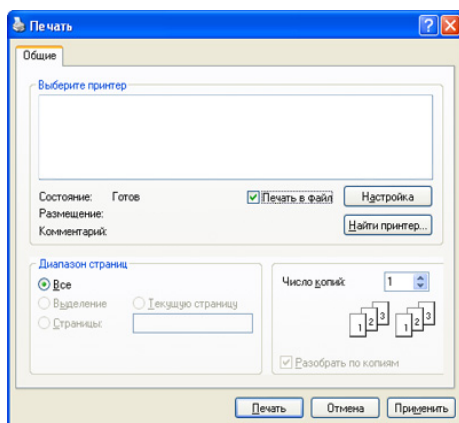 Печать
Общие
Выберите принтер
Состояние: Готов
Печать в файл
Настройка
Размещение:
Комментарий:
Найти принтер...
Диапазон страниц
Все
Выделение
Текущую страницу
Страницы:
Число копий: 1
1 2 3 1 2 3
Разобрать по копиям
Печать
Отмена
Применить